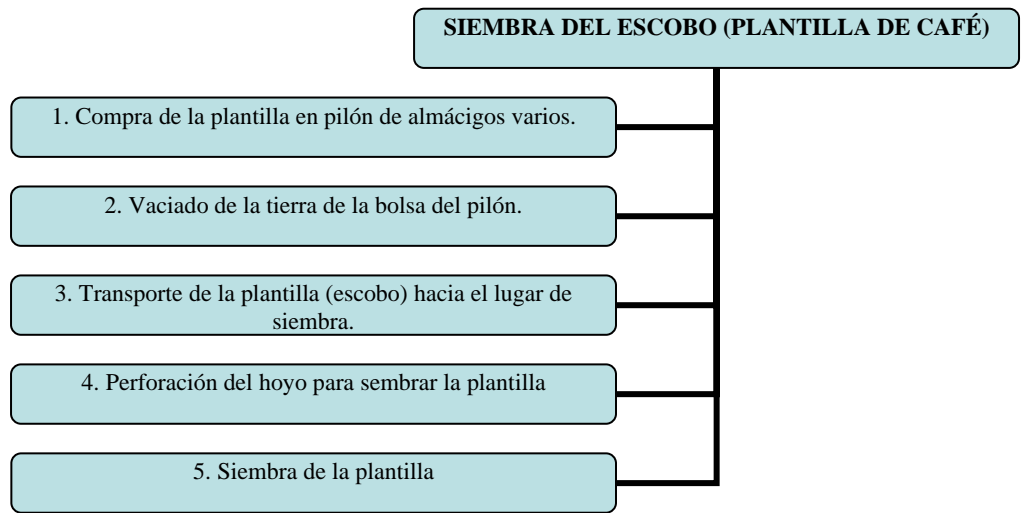 SIEMBRA DEL ESCOBO (PLANTILLA DE CAFÉ)
1. Compra de la plantilla en pilón de almácigos varios.
2. Vaciado de la tierra de la bolsa del pilón.
3. Transporte de la plantilla (escobo) hacia el lugar de
siembra.
4. Perforación del hoyo para sembrar la plantilla
5. Siembra de la plantilla